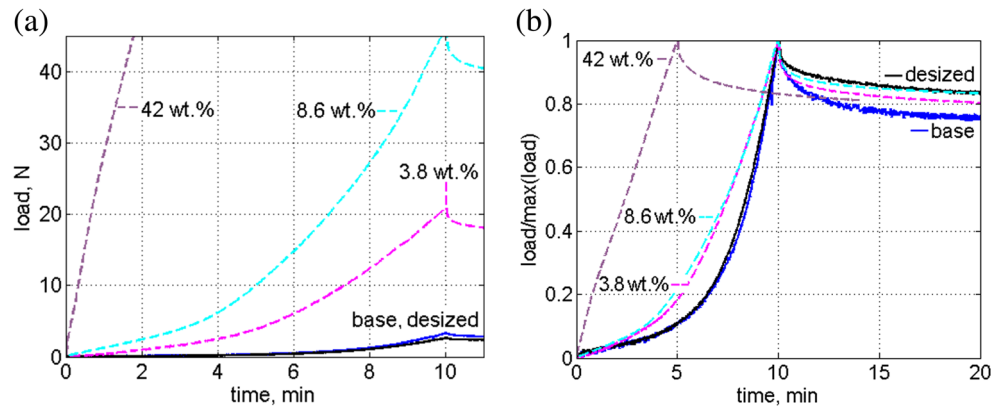 (a)
load, N
40
30
20
10
0
42 wt.%
8.6 wt.%
3.8 wt.%
base, desized
0 2 4 6 8 10
time, min
(b)
load/max(load)
1
0.8
0.6
0.4
0.2
0
42 wt.%
desized
base
8.6 wt.%
3.8 wt.%
0 5 10 15 20
time, min